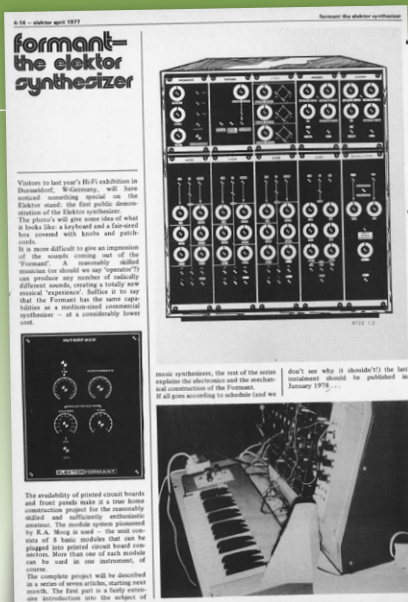 4-14 — elektor april 1977
formant the elektor synthesizer
formant—
the elektor
synthesizer
Visitors to last year's Hi-Fi exhibition in
Duesseldorf, W-Germany, will have
noticed something special on the
Elektor stand: the first public demon-
stration of the Elektor synthesizer.
The photo's will give some idea of what
it looks like: a keyboard and a fair-sized
box covered with knobs and patch-
cords.
It is more difficult to give an impression
of the sounds coming out of the
'Formant'. A reasonably skilled
musician (or should we say 'operator'?)
can produce any number of radically
different sounds, creating a totally new
musical 'experience'. Suffice it to say
that the Formant has the same capa-
bilities as a medium-sized commercial
synthesizer — at a considerably lower
cost.
INTERFACE
ELEKTOR FORMANT
The availability of printed circuit boards
and front panels make it a true home
construction project for the reasonably
skilled and sufficiently enthusiastic
amateur. The module system pioneered
by R.A. Moog is used — the unit con-
sists of 8 basic modules that can be
plugged into printed circuit board con-
nectors. More than one of each module
can be used in one instrument, of
course.
The complete project will be described
in a series of seven articles, starting next
month. The first part is a fairly exten-
sive introduction into the subject of
music synthesizers, the rest of the series
explains the electronics and the mechan-
ical construction of the Formant.
If all goes according to schedule (and we
don't see why it shouldn't!) the last
instalment should be published in
January 1978...